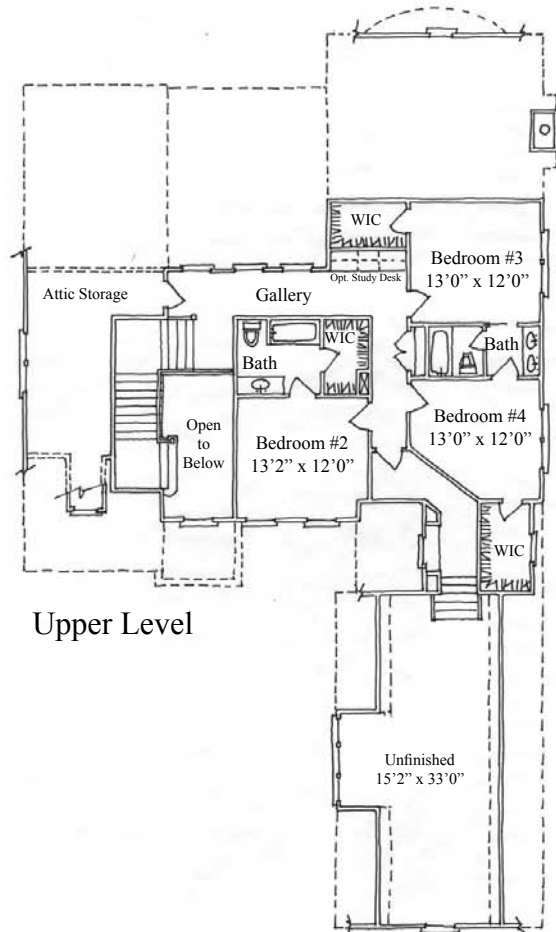 WIC
Bedroom #3
13’0” x 12’0”
Opt. Study Desk
Attic Storage
Gallery
WIC
Bath
Bath
Open
to
Below
Bedroom #2
13’2” x 12’0”
Bedroom #4
13’0” x 12’0”
WIC
Upper Level
Unfinished
15’2” x 33’0”